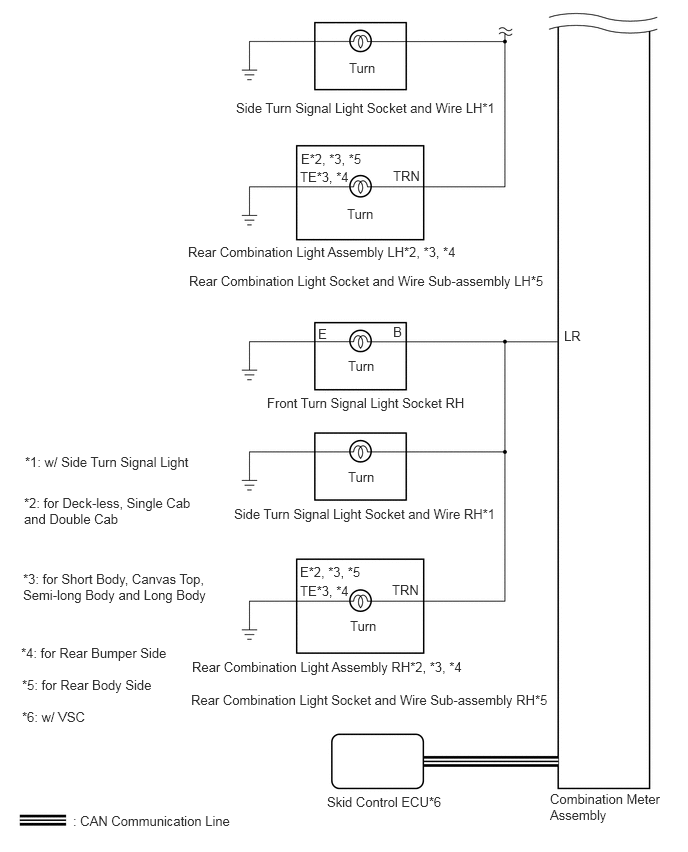 Turn
Side Turn Signal Light Socket and Wire LH*1
E*2, *3, *5
TE*3, *4
TRN
Turn
Rear Combination Light Assembly LH*2, *3, *4
Rear Combination Light Socket and Wire Sub-assembly LH*5
E
B
LR
Turn
Front Turn Signal Light Socket RH
Turn
Side Turn Signal Light Socket and Wire RH*1
E*2, *3, *5
TE*3, *4
TRN
Turn
Rear Combination Light Assembly RH*2, *3, *4
Rear Combination Light Socket and Wire Sub-assembly RH*5
*1: w/ Side Turn Signal Light
*2: for Deck-less, Single Cab
and Double Cab
*3: for Short Body, Canvas Top,
Semi-long Body and Long Body
*4: for Rear Bumper Side
*5: for Rear Body Side
*6: w/ VSC
Skid Control ECU*6
Combination Meter
Assembly
: CAN Communication Line